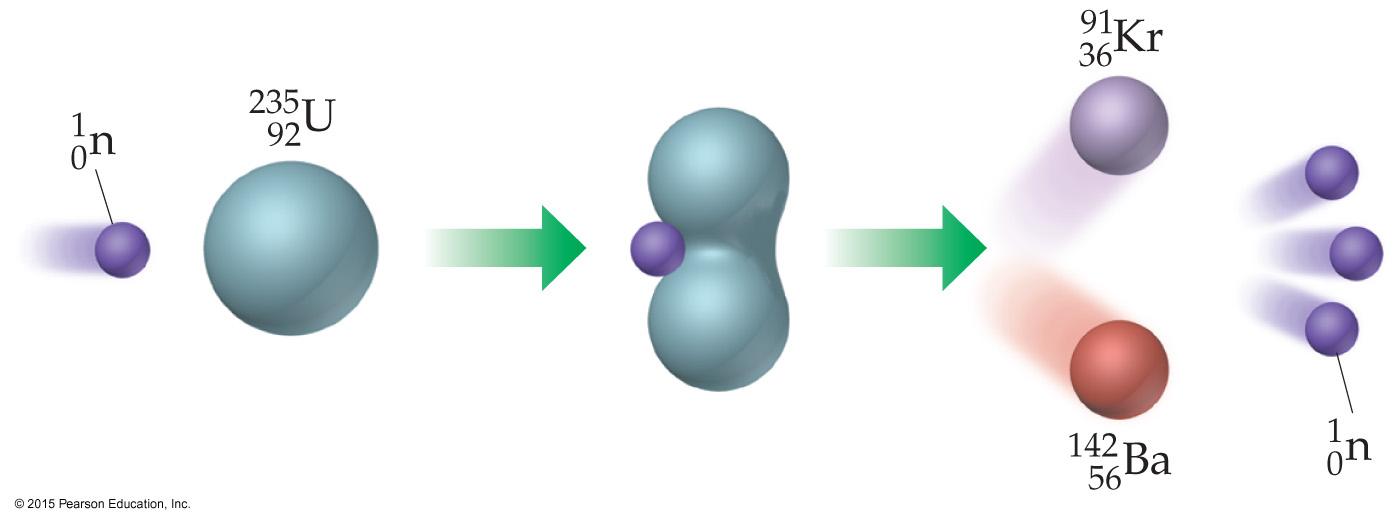 1
0n
235
92U
91
36Kr
142
56Ba
1
0n
© 2015 Pearson Education, Inc.